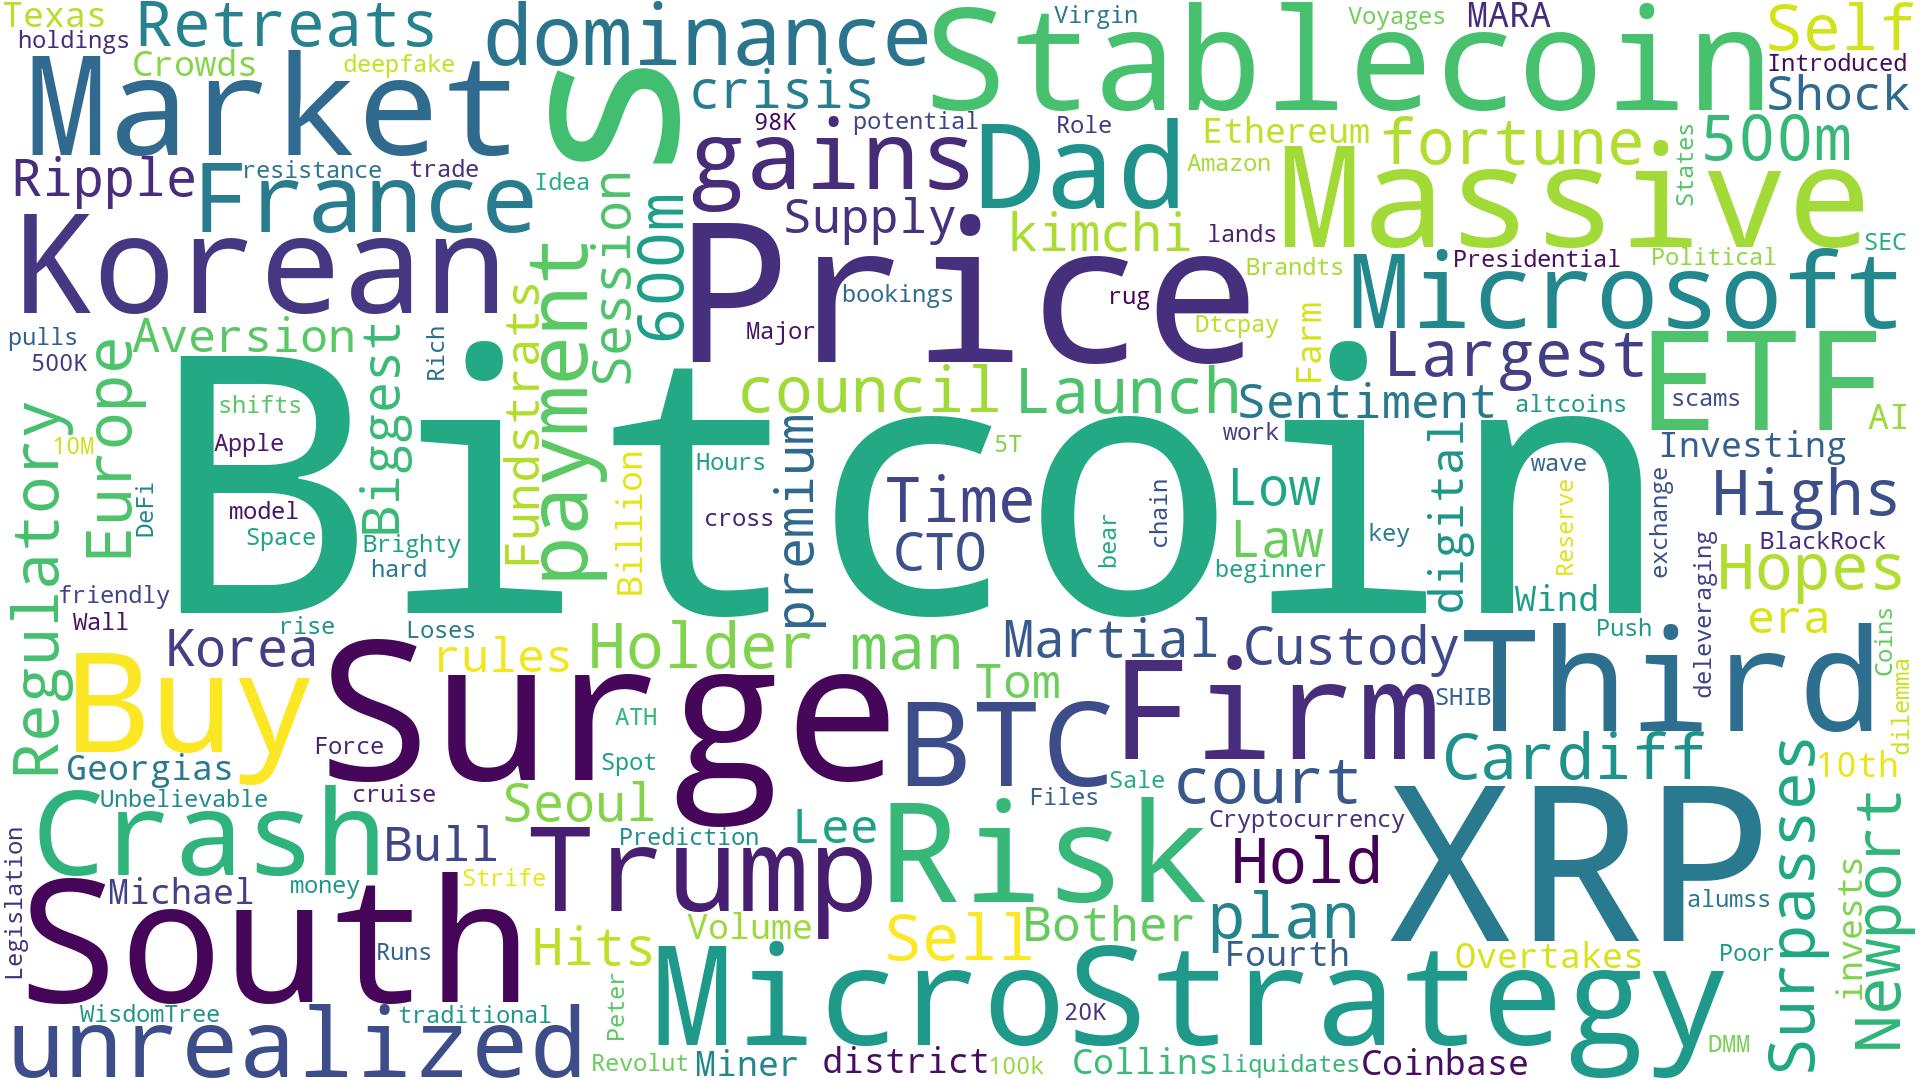 Texas
holdings
Retreats
dominance
Virgin
Voyages
MARA
Self
Crowds
deepfake
Market
S
crisis
Stablecoin
Introduced
Shock
98K
potential
Role
Ethereum
fortune
States
500m
Ripple
resistance
trade
France
Idea
gains
Dad
Amazon
Massive
Korean
Session
600m
Supply
kimchi
lands
Price
Brandts
Presidential
Political
SEC
Microsoft
bookings
rug
Major
Dtcpay
Farm
pulls
500K
Aversion
Rich
Biggest
Fundstrats
payment
Largest
ETF
council
Launch
Sentiment
altcoins
scams
AI
Regulatory
10M
Europe
DeFi
shifts
Apple
model
Space
Bitcoin
Brighty
hard
Billion
Hours
cross
premium
Time
CTO
5T
bear
chain
work
Low
Law
beginner
key
digital
wave
Reserve
Wind
exchange
Investing
Highs
deleveraging
BlackRock
Hopes
friendly
Wall
rise
Loses
Korea
rules
Holder
man
Martial
Custody
Push
era
Coins
dilemma
Buy
Surge
ATH
Tom
BTC
Firm
SHIB
Third
Force
Spot
Georgias
Unbelievable
cruise
Seoul
Files
Sale
court
Cardiff
10th
Crash
Bull
Prediction
Lee
Cryptocurrency
Surpasses
Newport
invests
Legislation
Michael
money
Strife
Trump
Risk
Hold
XRP
alumss
South
Runs
Hits
Volume
Sell
Bother
plan
Fourth
Overtakes
Poor
WisdomTree
traditional
Peter
MicroStrategy
20K
unrealized
Revolut
Miner
district
100k
Collins
liquidates
Coinbase
DMM